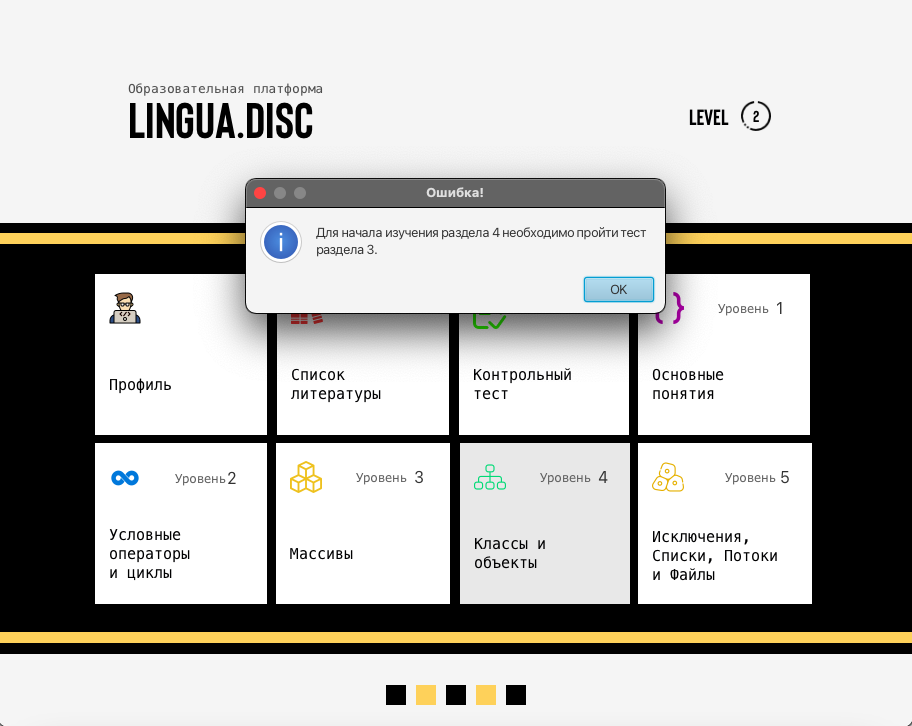 Образовательная платформа
LINGUA.DISC
LEVEL 2
Ошибка!
Для начала изучения раздела 4 необходимо пройти тест
раздела 3.
OK
Уровень 1
Профиль
Список
литературы
Контрольный
тест
Основные
понятия
Уровень 2
Условные
операторы
и циклы
Уровень 3
Массивы
Уровень 4
Классы и
объекты
Уровень 5
Исключения,
Списки, Потоки
и Файлы